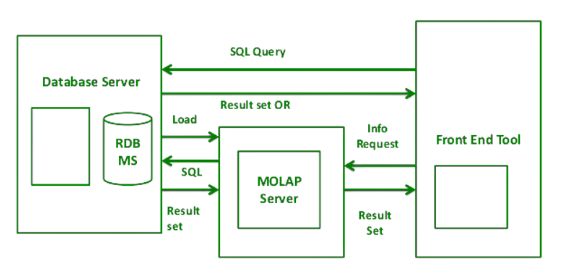 SQL Query
Database Server
Result set OR
Load
RDB
MS
Info
Request
Front End Tool
SQL
MOLAP
Server
Result
set
Result
Set